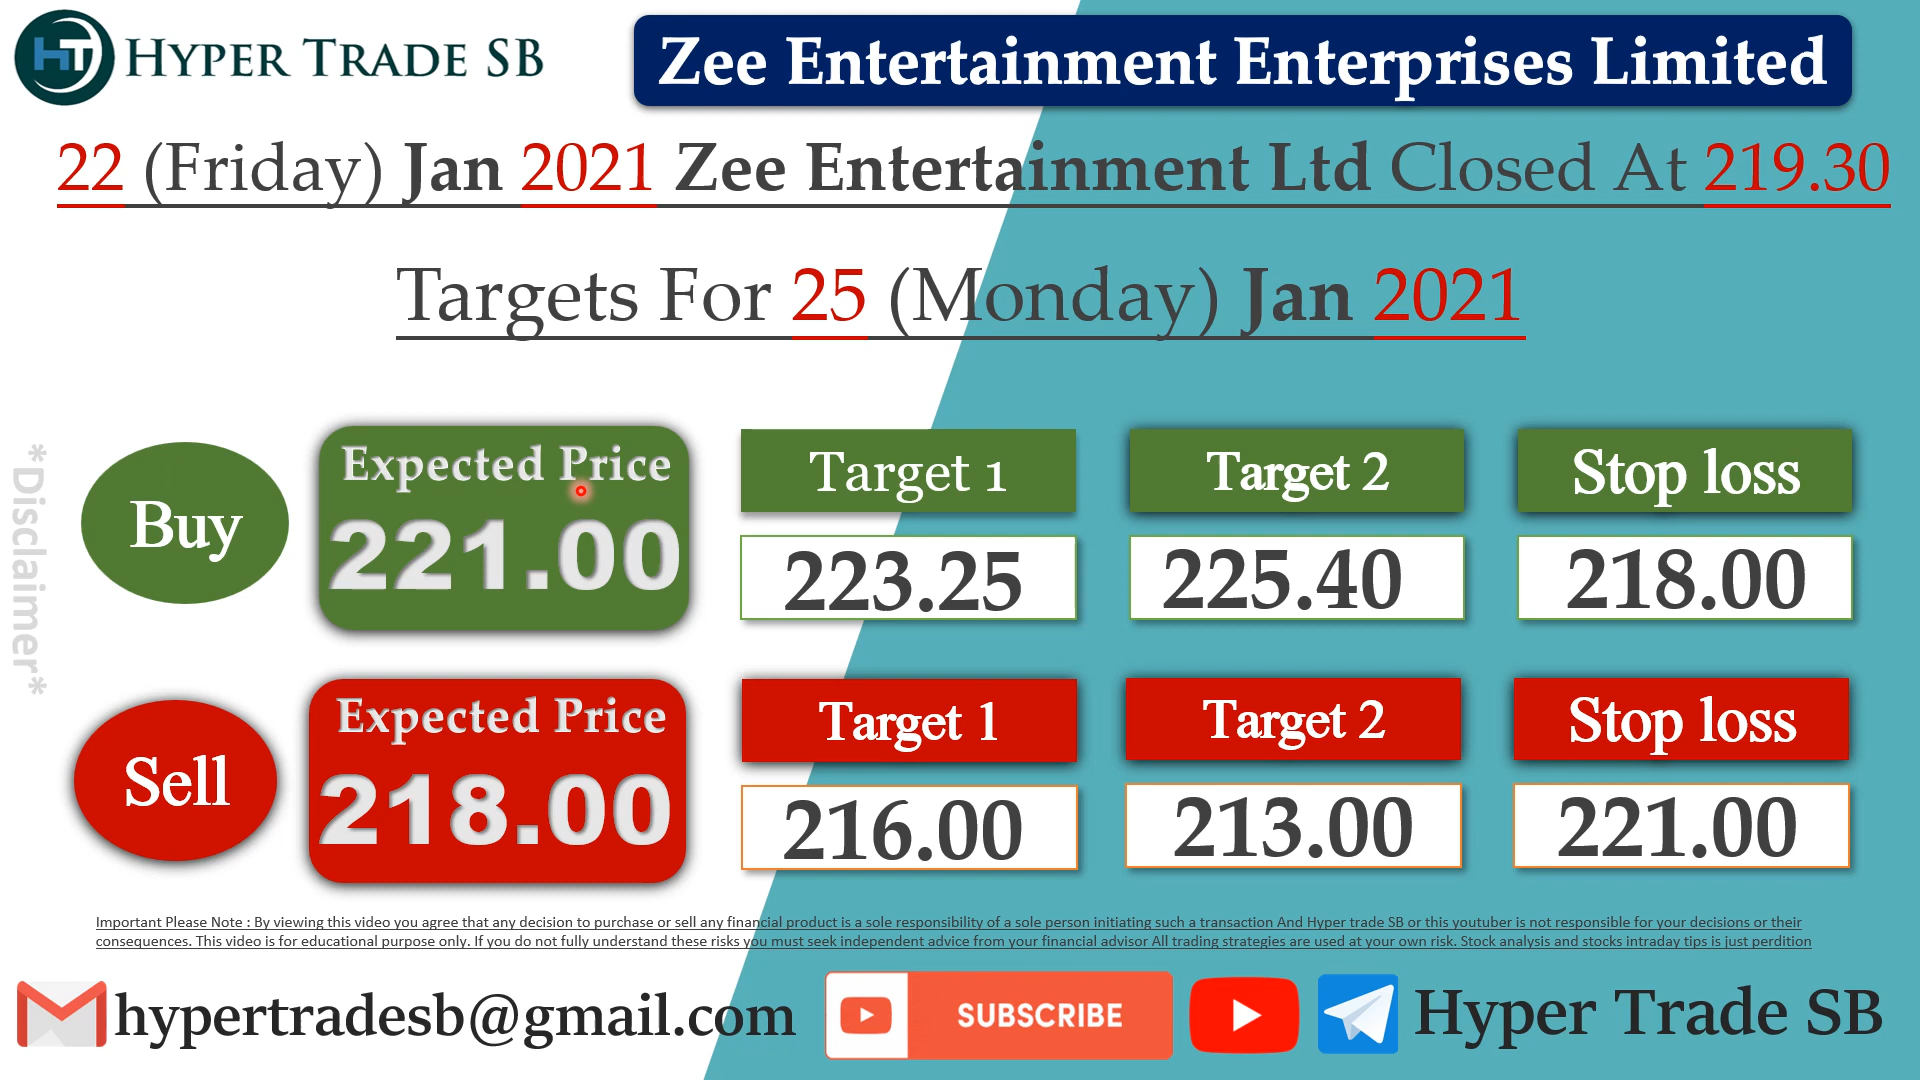 HT HYPER TRADE SB
Zee Entertainment Enterprises Limited
22 (Friday) Jan 2021 Zee Entertainment Ltd Closed At 219.30
Targets For 25 (Monday) Jan 2021
*Disclaimer*
Buy
Expected Price
221.00
Target 1
223.25
Target 2
225.40
Stop loss
218.00
Sell
Expected Price
218.00
Target 1
216.00
Target 2
213.00
Stop loss
221.00
Important Please Note : By viewing this video you agree that any decision to purchase or sell any financial product is a sole responsibility of a sole person initiating such a transaction And Hyper trade SB or this youtuber is not responsible for your decisions or their
consequences. This video is for educational purpose only. If you do not fully understand these risks you must seek independent advice from your financial advisor All trading strategies are used at your own risk. Stock analysis and stocks intraday tips is just perdition
hypertradesb@gmail.com
SUBSCRIBE
Hyper Trade SB